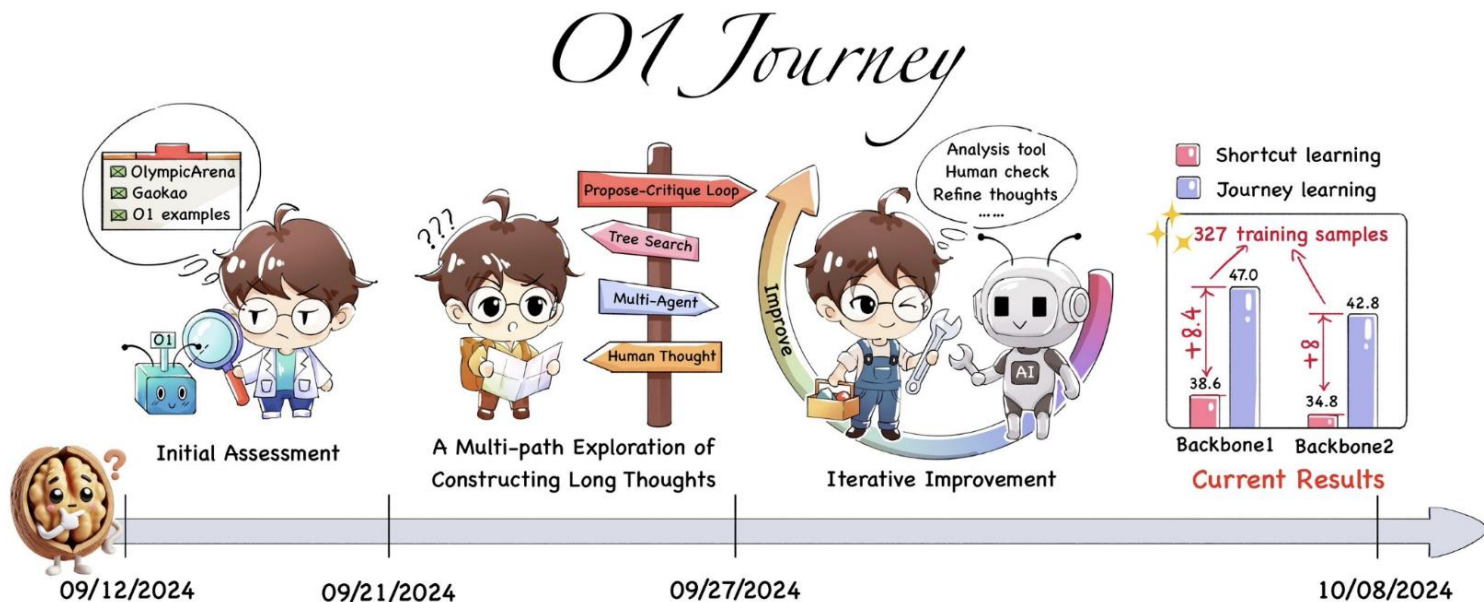 O1 Journey
OlympicArena
Gaokao
O1 examples
O1
Initial Assessment
???
Propose-Critique Loop
Tree Search
Multi-Agent
Human Thought
A Multi-path Exploration of
Constructing Long Thoughts
Analysis tool
Human check
Refine thoughts
......
Improve
AI
Iterative Improvement
Shortcut learning
Journey learning
327 training samples
47.0
42.8
+8.4
+8
38.6
34.8
Backbone1
Backbone2
Current Results
?
09/12/2024
09/21/2024
09/27/2024
10/08/2024